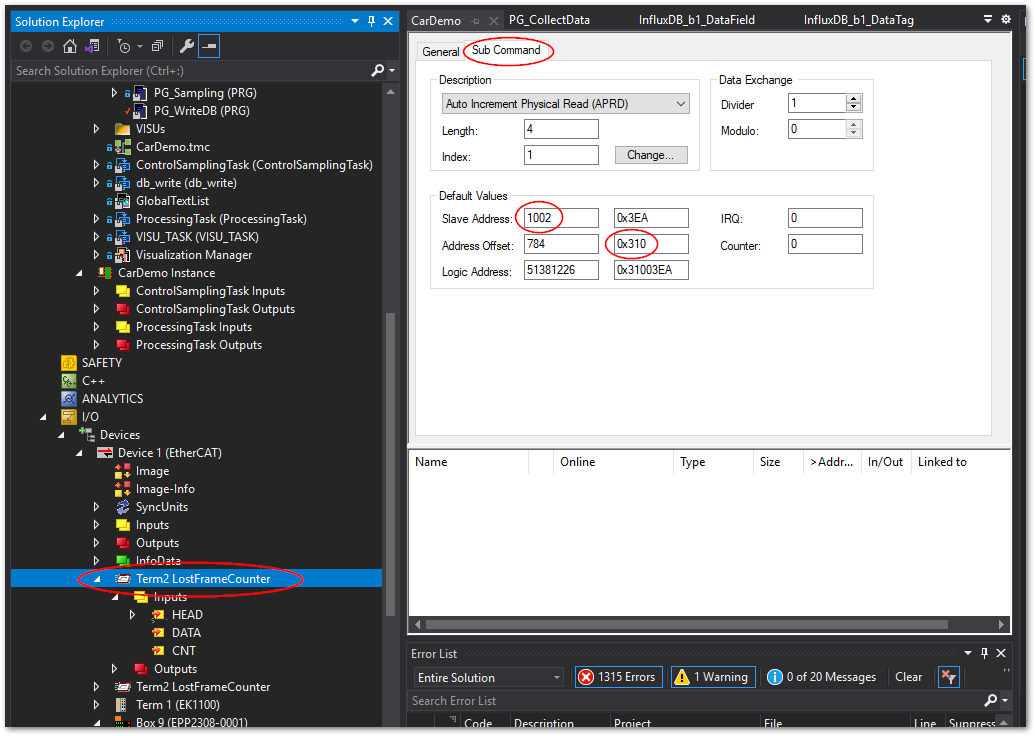 Solution Explorer
Search Solution Explorer (Ctrl+;)
PG_Sampling (PRG)
PG_WriteDB (PRG)
VISUs
CarDemo.tmc
ControlSamplingTask (ControlSamplingTask)
db_write (db_write)
GlobalTextList
ProcessingTask (ProcessingTask)
VISU_TASK (VISU_TASK)
Visualization Manager
CarDemo Instance
ControlSamplingTask Inputs
ControlSamplingTask Outputs
ProcessingTask Inputs
ProcessingTask Outputs
SAFETY
C++
ANALYTICS
I/O
Devices
Device 1 (EtherCAT)
Image
Image-Info
SyncUnits
Inputs
Outputs
InfoData
Term2 LostFrameCounter
Inputs
HEAD
DATA
CNT
Outputs
Term2 LostFrameCounter
Term 1 (EK1100)
Box 9 (EPP2308-0001)
CarDemo PG_CollectData InfluxDB_b1_DataField InfluxDB_b1_DataTag
General Sub Command
Description
Auto Increment Physical Read (APRD)
Length: 4
Index: 1 Change...
Data Exchange
Divider 1
Modulo: 0
Default Values
Slave Address: 1002 0x3EA IRQ: 0
Address Offset: 784 0x310 Counter: 0
Logic Address: 51381226 0x31003EA
Name Online Type Size >Addr... In/Out Linked to
Error List
Entire Solution 1315 Errors 1 Warning 0 of 20 Messages Clear
Search Error List
Code Description Project File Line Suppress